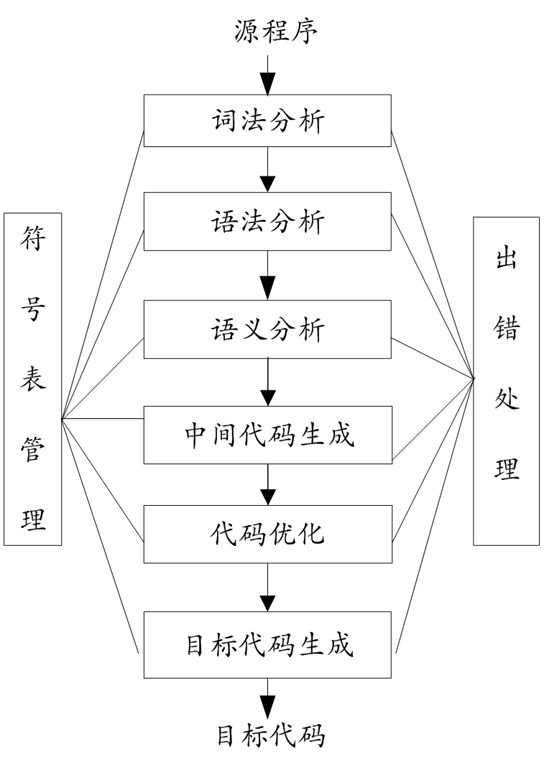 源程序
词法分析
语法分析
语义分析
中间代码生成
代码优化
目标代码生成
目标代码
符号表管理
出错处理